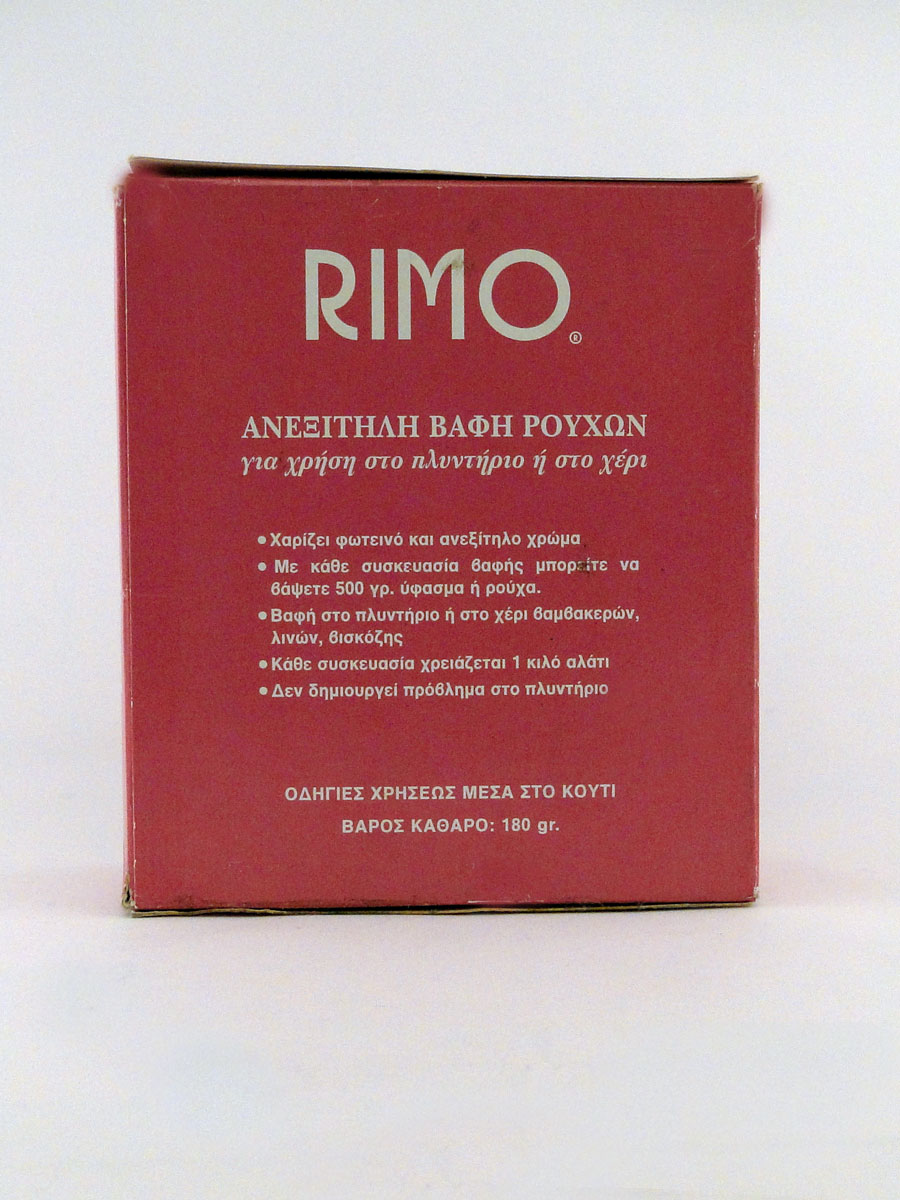 RIMO®
ΑΝΕΞΙΤΗΛΗ ΒΑΦΗ ΡΟΥΧΩΝ
για χρήση στο πλυντήριο ή στο χέρι
• Χαρίζει φωτεινό και ανεξίτηλο χρώμα
• Με κάθε συσκευασία βαφής μπορείτε να
βάψετε 500 γρ. ύφασμα ή ρούχα.
• Βαφή στο πλυντήριο ή στο χέρι βαμβακερών,
λινών, βισκόζης
• Κάθε συσκευασία χρειάζεται 1 κιλό αλάτι
• Δεν δημιουργεί πρόβλημα στο πλυντήριο
ΟΔΗΓΙΕΣ ΧΡΗΣΕΩΣ ΜΕΣΑ ΣΤΟ ΚΟΥΤΙ
ΒΑΡΟΣ ΚΑΘΑΡΟ: 180 gr.